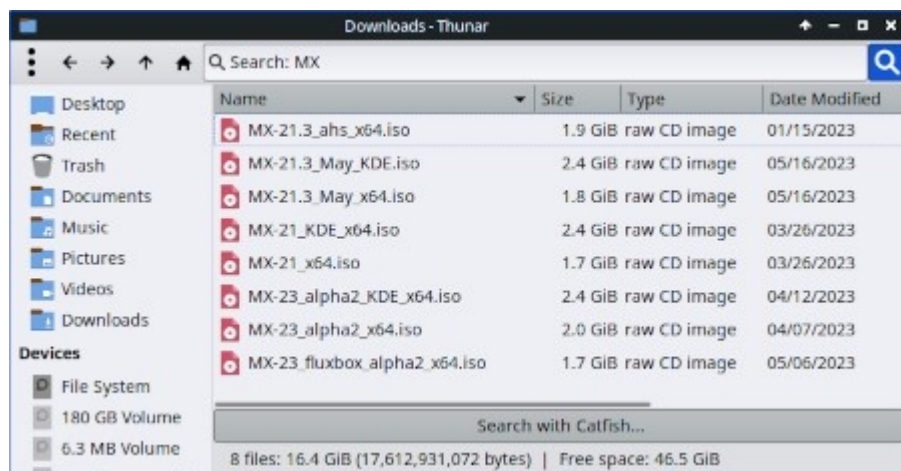 Downloads - Thunar
Search: MX
Desktop
Recent
Trash
Documents
Music
Pictures
Videos
Downloads
Devices
File System
180 GB Volume
6.3 MB Volume
Name Size Type Date Modified
MX-21.3_ahs_x64.iso 1.9 GiB raw CD image 01/15/2023
MX-21.3_May_KDE.iso 2.4 GiB raw CD image 05/16/2023
MX-21.3_May_x64.iso 1.8 GiB raw CD image 05/16/2023
MX-21_KDE_x64.iso 2.4 GiB raw CD image 03/26/2023
MX-21_x64.iso 1.7 GiB raw CD image 03/26/2023
MX-23_alpha2_KDE_x64.iso 2.4 GiB raw CD image 04/12/2023
MX-23_alpha2_x64.iso 2.0 GiB raw CD image 04/07/2023
MX-23_fluxbox_alpha2_x64.iso 1.7 GiB raw CD image 05/06/2023
Search with Catfish...
8 files: 16.4 GiB (17,612,931,072 bytes) | Free space: 46.5 GiB